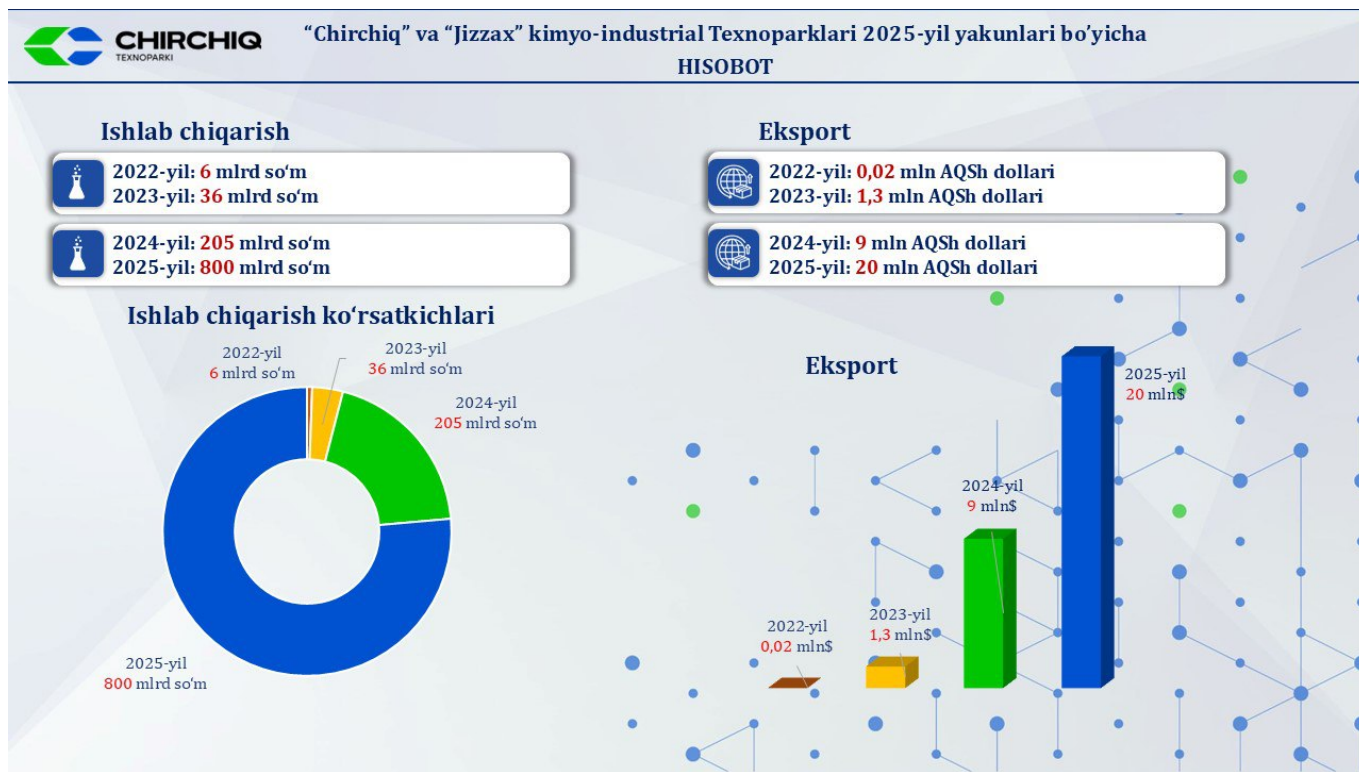 CHIRCHIQ
TEXNOPARKI
“Chirchiq” va “Jizzax” kimyo-industrial Texnoparklari 2025-yil yakunlari bo’yicha
HISOBOT
Ishlab chiqarish
2022-yil: 6 mlrd so‘m
2023-yil: 36 mlrd so‘m
2024-yil: 205 mlrd so‘m
2025-yil: 800 mlrd so‘m
Eksport
2022-yil: 0,02 mln AQSh dollari
2023-yil: 1,3 mln AQSh dollari
2024-yil: 9 mln AQSh dollari
2025-yil: 20 mln AQSh dollari
Ishlab chiqarish ko‘rsatkichlari
2022-yil
6 mlrd so‘m
2023-yil
36 mlrd so‘m
2024-yil
205 mlrd so‘m
2025-yil
800 mlrd so‘m
Eksport
2022-yil
0,02 mln$
2023-yil
1,3 mln$
2024-yil
9 mln$
2025-yil
20 mln$